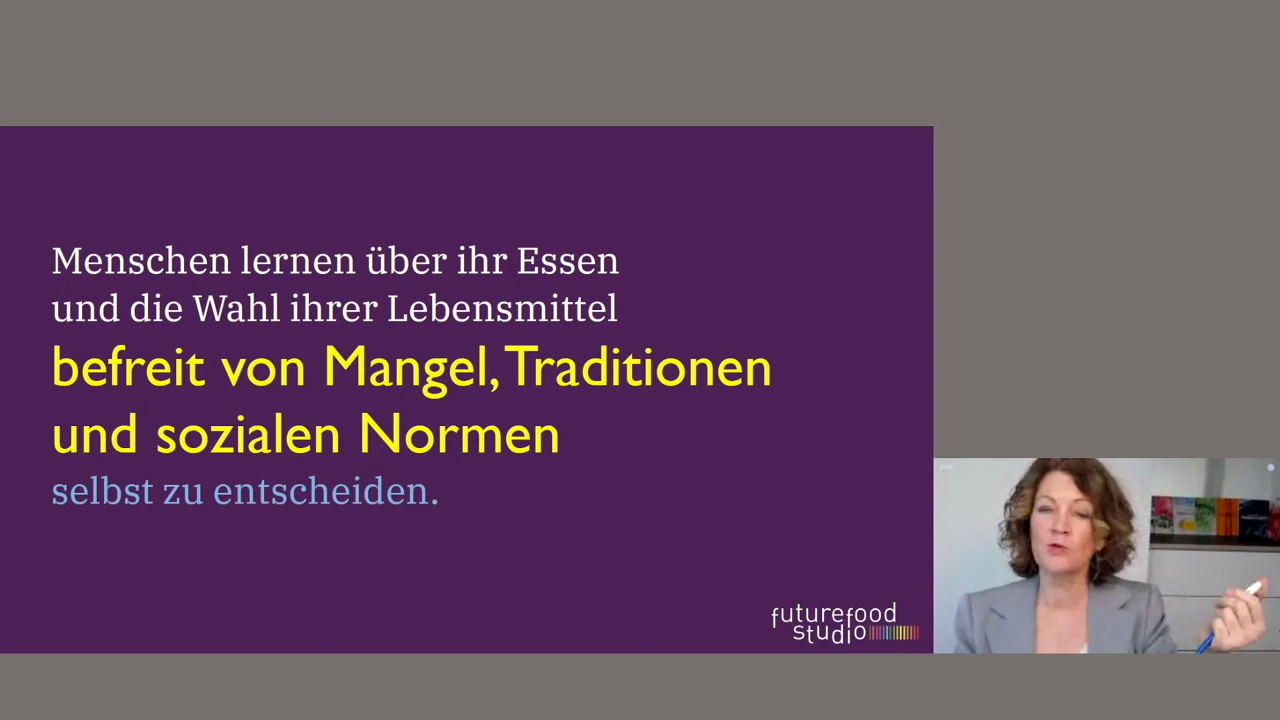 Menschen lernen über ihr Essen
und die Wahl ihrer Lebensmittel
befreit von Mangel, Traditionen
und sozialen Normen
selbst zu entscheiden.
futurefood
studio